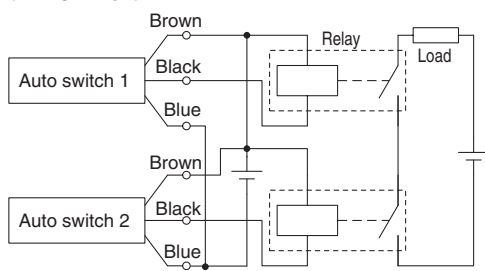 Brown
Relay
Load
Black
Auto switch 1
Blue
Brown
Black
Auto switch 2
Blue